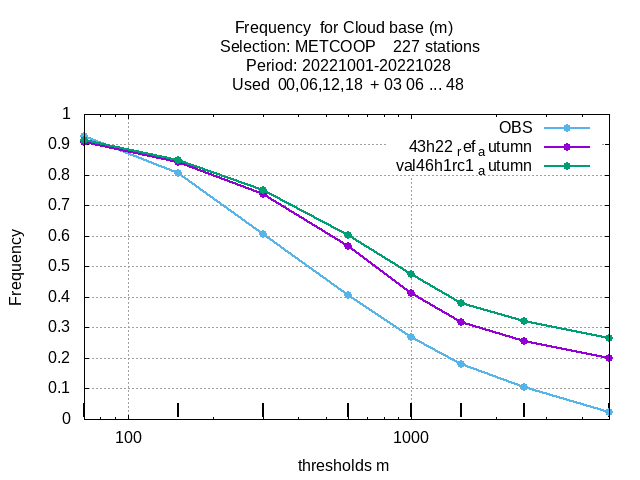 Frequency  for Cloud base (m)
Selection: METCOOP    227 stations
Period: 20221001-20221028
Used  00,06,12,18  + 03 06 ... 48
OBS
43h22 ref a utumn
val46h1rc1 a utumn
1
0.9
0.8
0.7
0.6
0.5
0.4
0.3
0.2
0.1
0
Frequency
100
1000
thresholds m